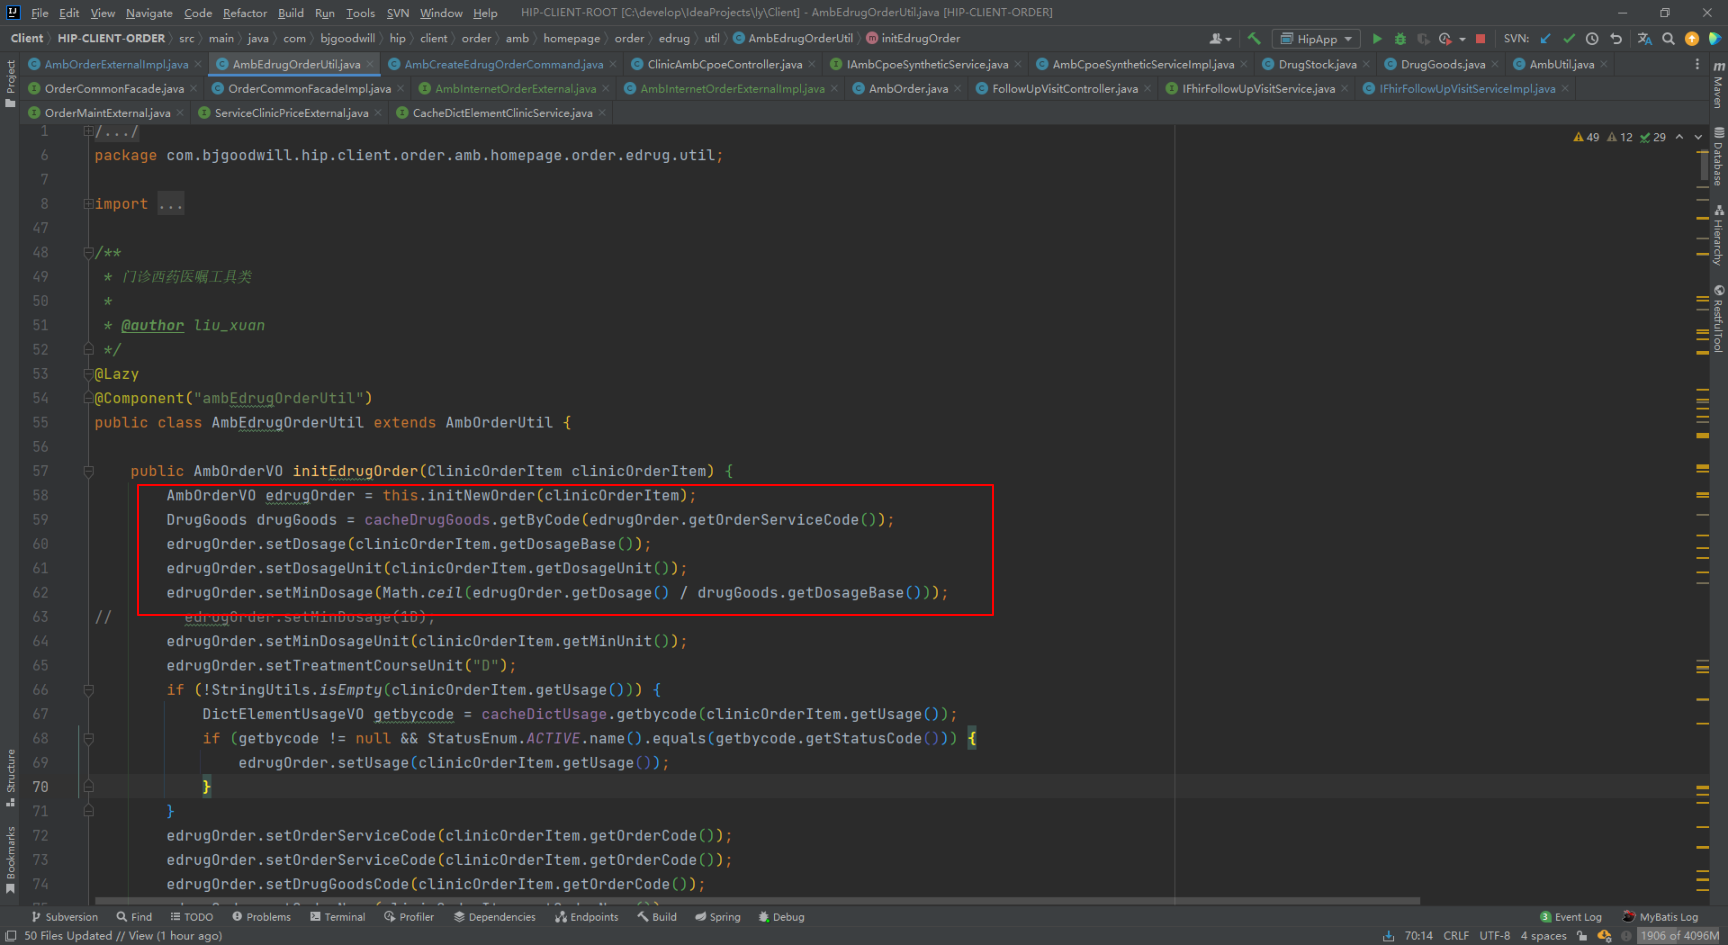 File Edit View Navigate Code Refactor Build Run Tools SVN Window Help HIP-CLIENT-ROOT [C:\develop\IdeaProjects\ly\Client] - AmbEdrugOrderUtil.java [HIP-CLIENT-ORDER]
Client HIP-CLIENT-ORDER src main java com bjgoodwill hip client order amb homepage order edrug util AmbEdrugOrderUtil initEdrugOrder HipApp SVN:
AmbOrderExternalImpl.java AmbEdrugOrderUtil.java AmbCreateEdrugOrderCommand.java ClinicAmbCpoeController.java IAmbCpoeSyntheticService.java AmbCpoeSyntheticServiceImpl.java DrugStock.java DrugGoods.java AmbUtil.java
OrderCommonFacade.java OrderCommonFacadeImpl.java AmbInternetOrderExternal.java AmbInternetOrderExternalImpl.java AmbOrder.java FollowUpVisitController.java IFhirFollowUpVisitService.java IFhirFollowUpVisitServiceImpl.java
OrderMaintExternal.java ServiceClinicPriceExternal.java CacheDictElementClinicService.java
1 /.../
49 12 29
6 package com.bjgoodwill.hip.client.order.amb.homepage.order.edrug.util;
7
8 import ...
47
48 /**
49 * 门诊西药医嘱工具类
50 *
51 * @author liu_xuan
52 */
53 @Lazy
54 @Component("ambEdrugOrderUtil")
55 public class AmbEdrugOrderUtil extends AmbOrderUtil {
56
57 public AmbOrderVO initEdrugOrder(ClinicOrderItem clinicOrderItem) {
58 AmbOrderVO edrugOrder = this.initNewOrder(clinicOrderItem);
59 DrugGoods drugGoods = cacheDrugGoods.getByCode(edrugOrder.getOrderServiceCode());
60 edrugOrder.setDosage(clinicOrderItem.getDosageBase());
61 edrugOrder.setDosageUnit(clinicOrderItem.getDosageUnit());
62 edrugOrder.setMinDosage(Math.ceil(edrugOrder.getDosage() / drugGoods.getDosageBase()));
63 // edrugOrder.setMinDosage(1D);
64 edrugOrder.setMinDosageUnit(clinicOrderItem.getMinUnit());
65 edrugOrder.setTreatmentCourseUnit("D");
66 if (!StringUtils.isEmpty(clinicOrderItem.getUsage())) {
67 DictElementUsageVO getbycode = cacheDictUsage.getbycode(clinicOrderItem.getUsage());
68 if (getbycode != null && StatusEnum.ACTIVE.name().equals(getbycode.getStatusCode())) {
69 edrugOrder.setUsage(clinicOrderItem.getUsage());
70 }
71 }
72 edrugOrder.setOrderServiceCode(clinicOrderItem.getOrderCode());
73 edrugOrder.setOrderServiceCode(clinicOrderItem.getOrderCode());
74 edrugOrder.setDrugGoodsCode(clinicOrderItem.getOrderCode());
Project
Structure
Bookmarks
Maven
Database
Hierarchy
RestfulTool
Subversion Find TODO Problems Terminal Profiler Dependencies Endpoints Build Spring Debug 3 Event Log MyBatis Log
50 Files Updated // View (1 hour ago) 70:14 CRLF UTF-8 4 spaces 1906 of 4096M